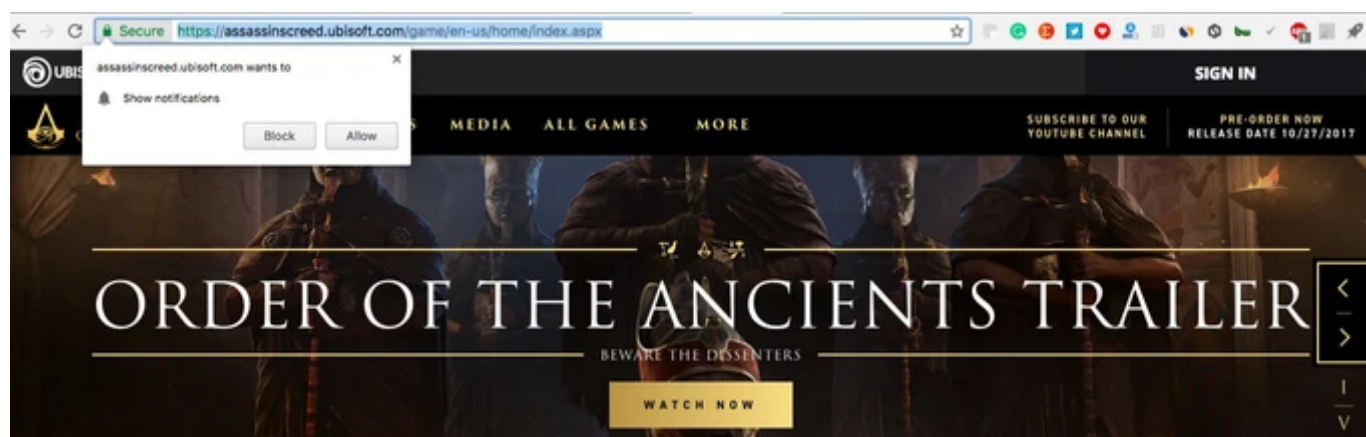 Secure https://assassinscreed.ubisoft.com/game/en-us/home/index.aspx
UBIS
SIGN IN
assassinscreed.ubisoft.com wants to
Show notifications
Block Allow
S MEDIA ALL GAMES MORE
SUBSCRIBE TO OUR
YOUTUBE CHANNEL
PRE-ORDER NOW
RELEASE DATE 10/27/2017
ORDER OF THE ANCIENTS TRAILER
BEWARE THE DISSENTERS
WATCH NOW
I
V